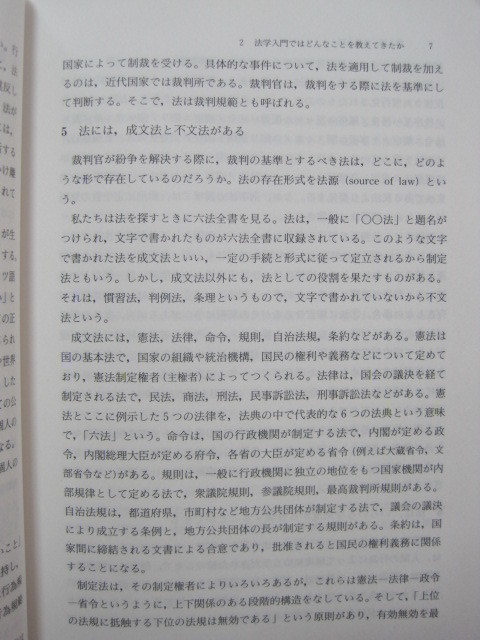 2 法学入門ではどんなことを教えてきたか 7
国家によって制裁を受ける。具体的な事件について，法を適用して制裁を加え
るのは，近代国家では裁判所である。裁判官は，裁判をする際に法を基準にし
て判断する。そこで，法は裁判規範とも呼ばれる。
5 法には，成文法と不文法がある
裁判官が紛争を解決する際に，裁判の基準とするべき法は，どこに，どのよ
うな形で存在しているのだろうか。法の存在形式を法源 (source of law) とい
う。
私たちは法を探すときに六法全書を見る。法は，一般に「〇〇法」と題名が
つけられ，文字で書かれたものが六法全書に収録されている。このような文字
で書かれた法を成文法といい，一定の手続と形式に従って定立されるから制定
法ともいう。しかし，成文法以外にも，法としての役割を果たすものがある。
それは，慣習法，判例法，条理というもので，文字で書かれていないから不文
法という。
成文法には，憲法，法律，命令，規則，自治法規，条約などがある。憲法は
国の基本法で，国家の組織や統治機構，国民の権利や義務などについて定めて
おり，憲法制定権者(主権者)によってつくられる。法律は，国会の議決を経て
制定される法で，民法，商法，刑法，民事訴訟法，刑事訴訟法などがある。憲
法とここに例示した5つの法律を，法典の中で代表的な6つの法典という意味
で，「六法」という。命令は，国の行政機関が制定する法で，内閣が定める政
令，内閣総理大臣が定める府令，各省の大臣が定める省令(例えば大蔵省令，文
部省令など)がある。規則は，一般に行政機関に独立の地位をもつ国家機関が内
部規律として定める法で，衆議院規則，参議院規則，最高裁判所規則がある。
自治法規は，都道府県，市町村など地方公共団体が制定する法で，議会の議決
により成立する条例と，地方公共団体の長が制定する規則がある。条約は，国
家間に締結される文書による合意であり，批准されると国民の権利義務に関係
することになる。
制定法は，その制定権者によりいろいろあるが，これらは憲法―法律―政令
―省令というように，上下関係のある段階的構造をなしている。そして，「上位
の法規に抵触する下位の法規は無効である」という原則があり，有効無効を最